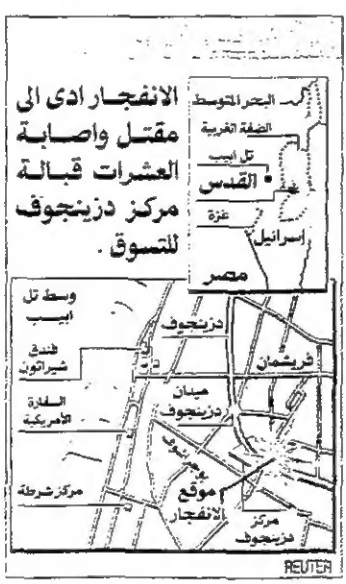 الانفجار ادى الى
مقتل واصابة
العشرات قبالة
مركز دزينجوف
للتسوق .
البحر المتوسط
الضفة الغربية
تل ابيب
القدس
غزة
إسرائيل
مصر
وسط تل
ابيب
فندق
شيراتون
السفارة
الأمريكية
مركز شرطة
دزينجوف
فريشمان
ميدان
دزينجوف
موقع
الانفجار
مركز
دزينجوف
REUTER